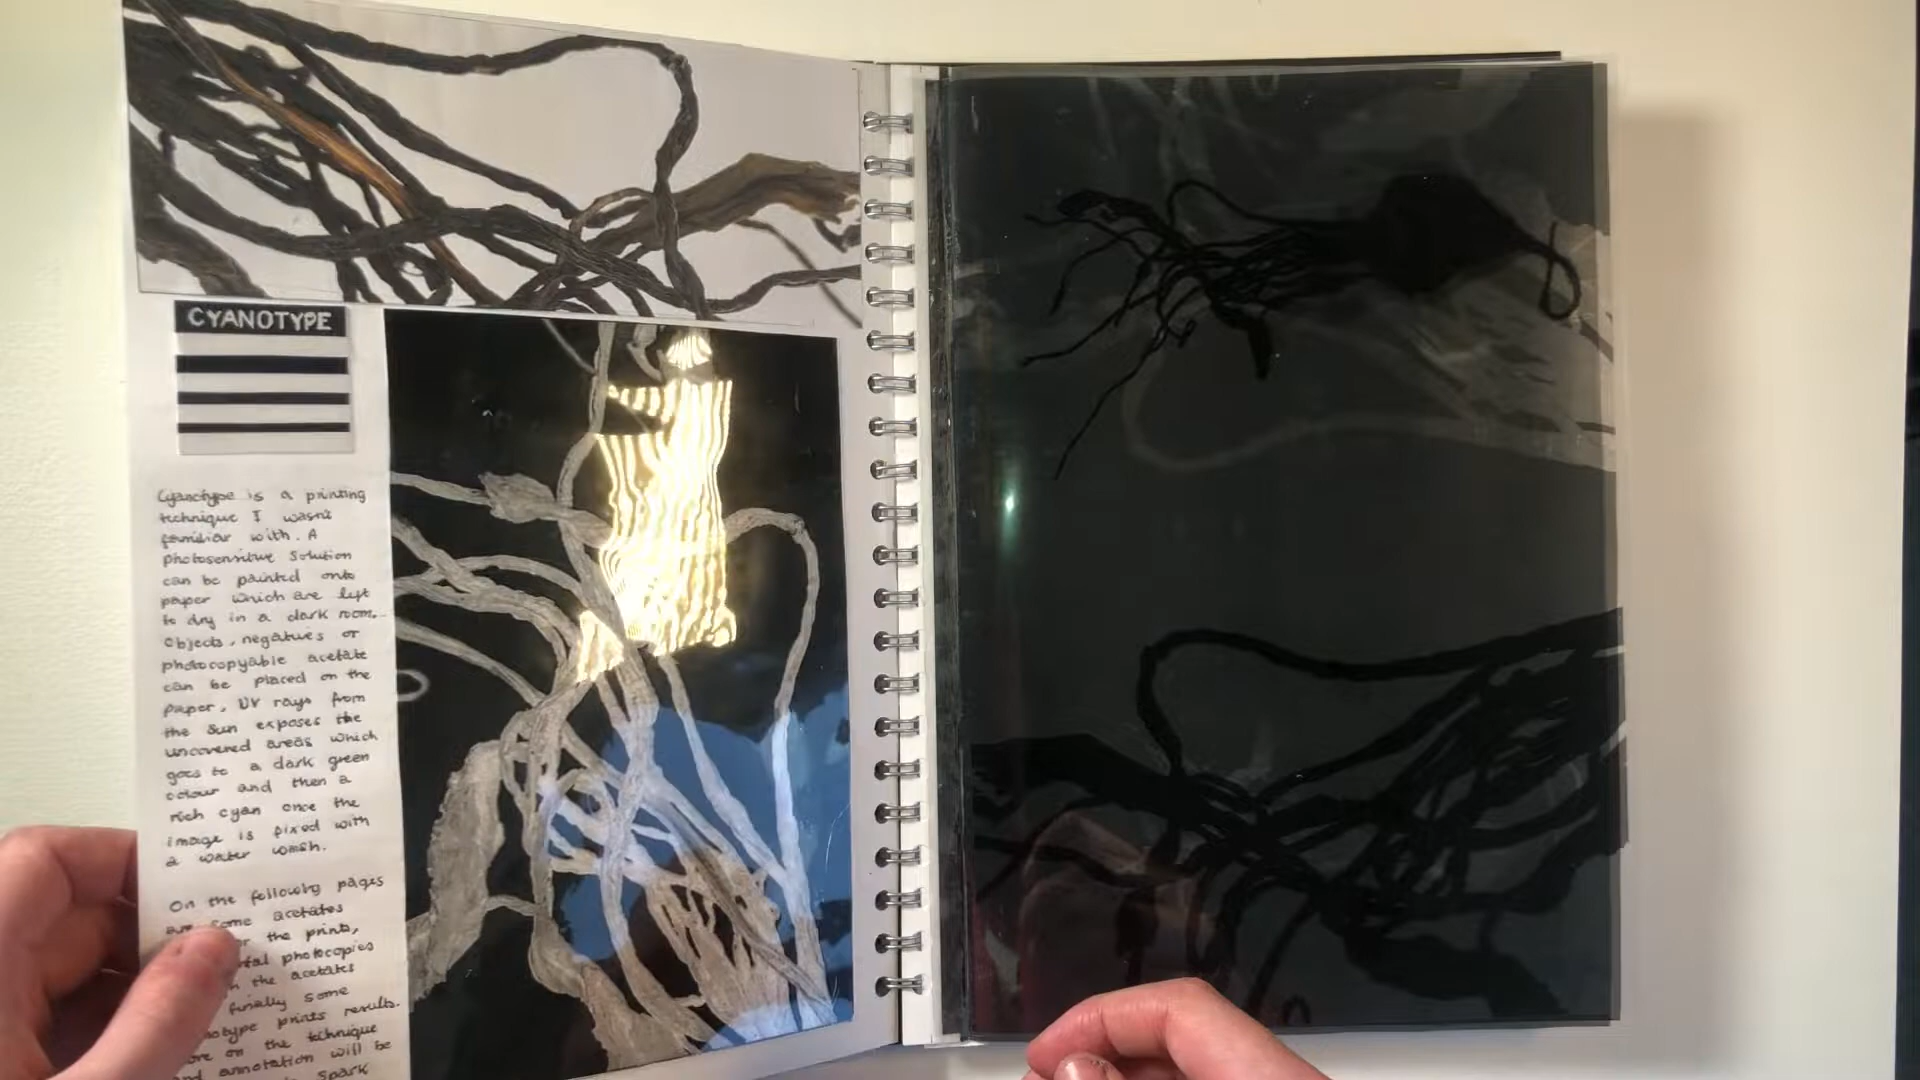 CYANOTYPE
Cyanotype is a printing
technique I wasn't
familiar with. A
photosensitive solution
can be painted onto
paper which are left
to dry in a dark room.
Objects, negatives or
photocopyable acetate
can be placed on the
paper, UV rays from
the sun exposes the
uncovered areas which
goes to a dark green
colour and then a
rich cyan once the
image is fixed with
a water wash.
On the following pages
are some acetates
the prints,
photocopies
the acetates
finally some
prints results.
on the technique
and annotation will be
spark